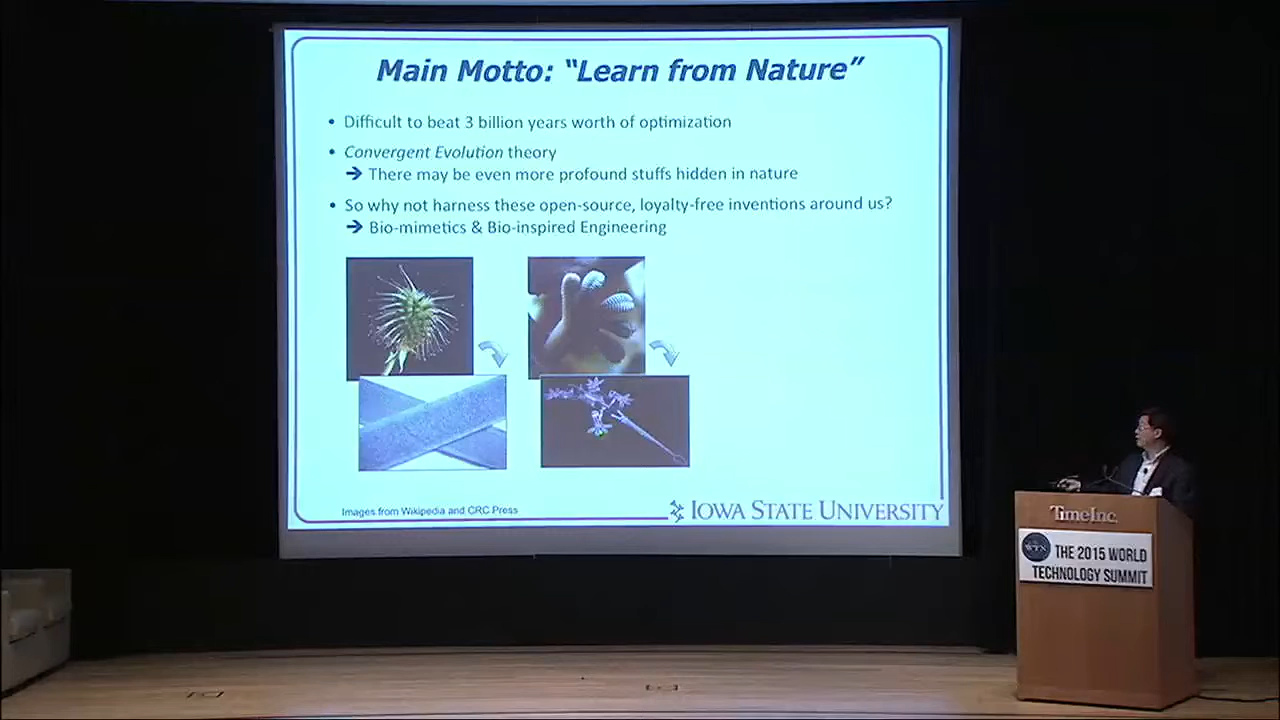 Main Motto: “Learn from Nature”
• Difficult to beat 3 billion years worth of optimization
• Convergent Evolution theory
➔ There may be even more profound stuffs hidden in nature
• So why not harness these open-source, loyalty-free inventions around us?
➔ Bio-mimetics & Bio-inspired Engineering
Images from Wikipedia and CRC Press
IOWA STATE UNIVERSITY
TimeInc.
WTN
THE 2015 WORLD
TECHNOLOGY SUMMIT